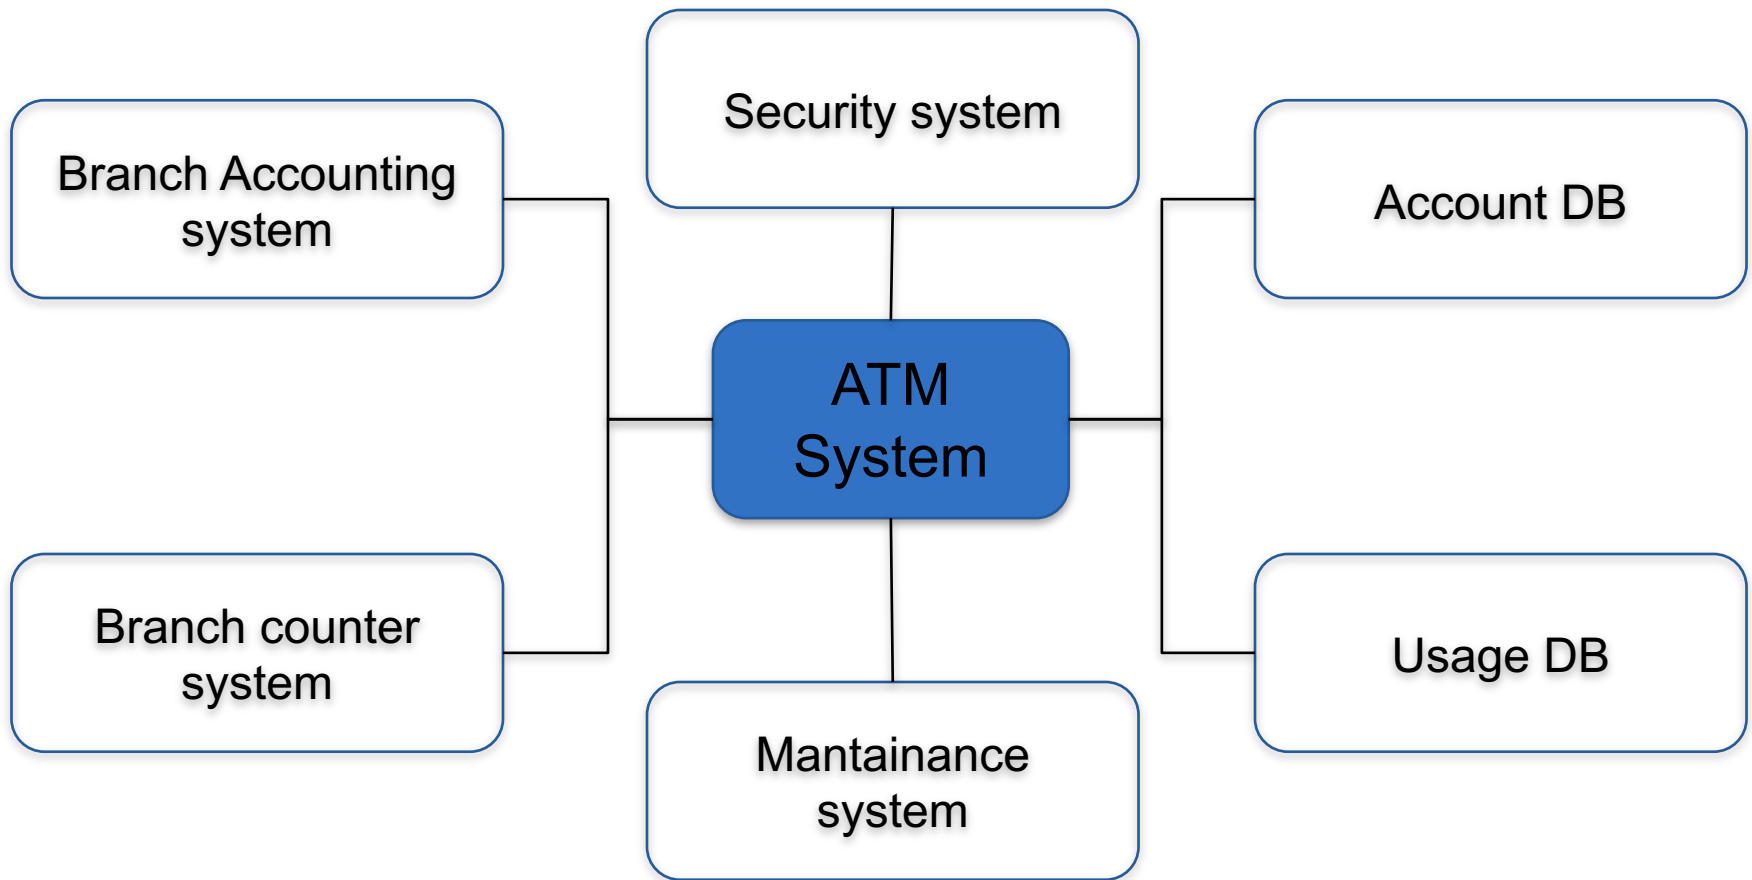 Security system
Branch Accounting
system
Account DB
ATM
System
Branch counter
system
Usage DB
Mantainance
system